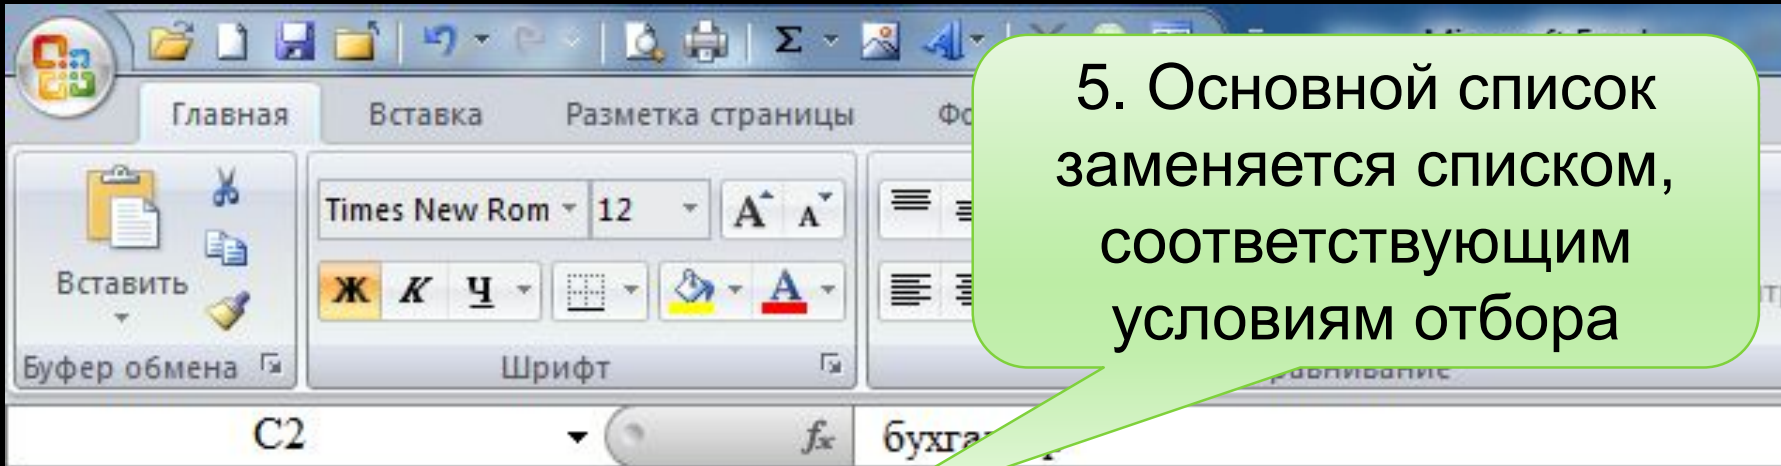 Σ
5. Основной список
заменяется списком,
соответствующим
условиям отбора
Главная Вставка Разметка страницы
Вставить
Times New Rom 12 A A
Ж К Ч А
Буфер обмена Шрифт
C2 fx